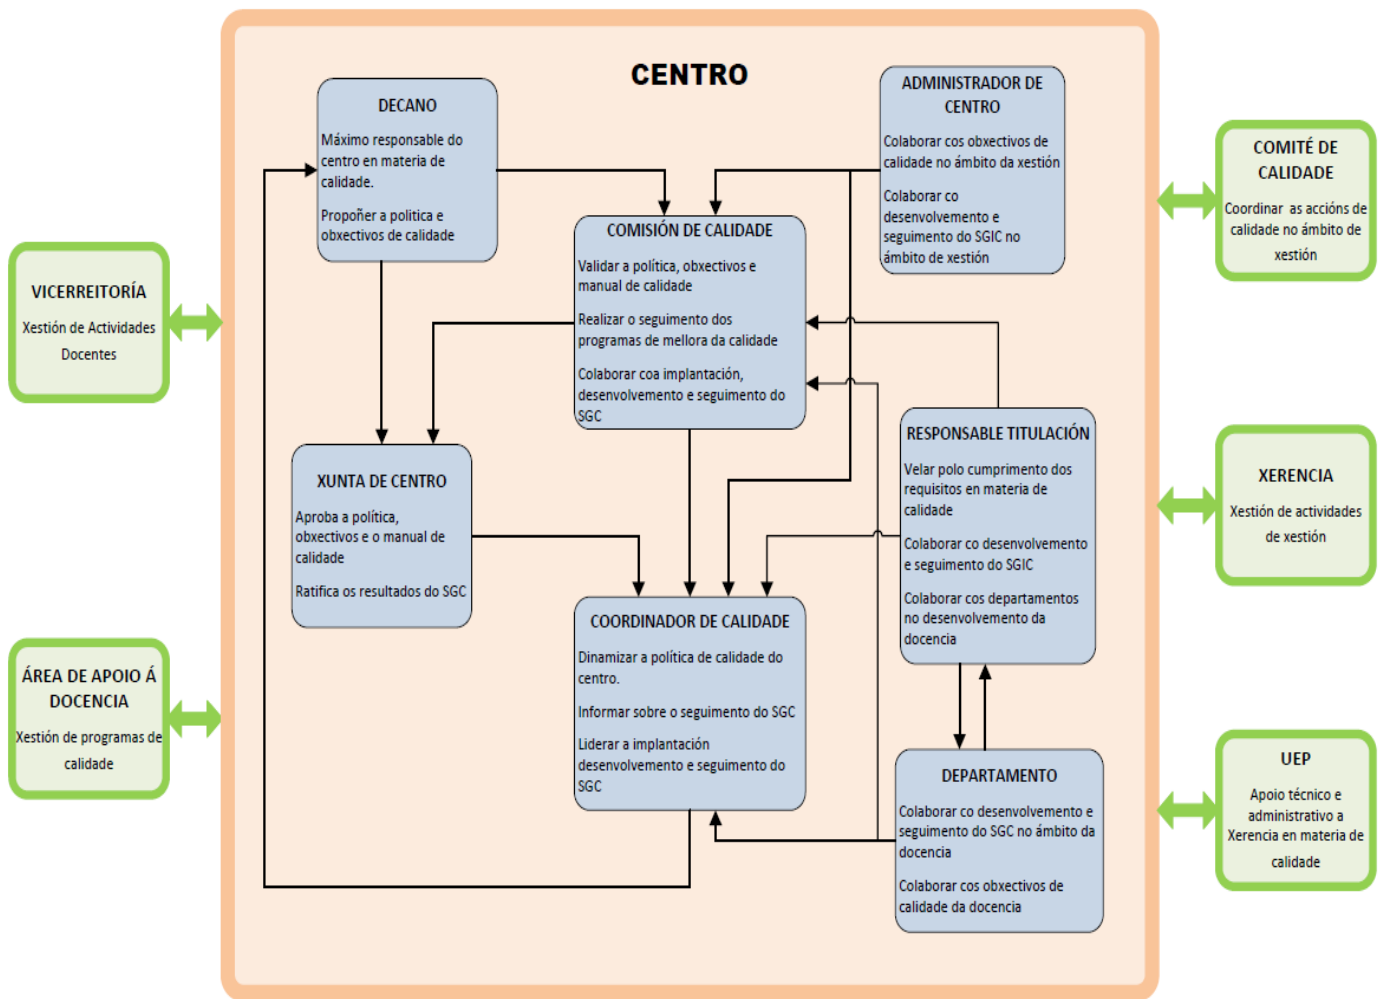 CENTRO
DECANO
Máximo responsable do
centro en materia de
calidade.
Propoñer a politica e
obxectivos de calidade
ADMINISTRADOR DE
CENTRO
Colaborar cos obxectivos de
calidade no ámbito da xestión
Colaborar co
desenvolvemento e
seguimento do SGIC no
ámbito de xestión
COMISIÓN DE CALIDADE
Validar a política, obxectivos e
manual de calidade
Realizar o seguimento dos
programas de mellora da calidade
Colaborar coa implantación,
desenvolvemento e seguimento do
SGC
XUNTA DE CENTRO
Aproba a política,
obxectivos e o manual de
calidade
Ratifica os resultados do SGC
RESPONSABLE TITULACIÓN
Velar polo cumprimento dos
requisitos en materia de
calidade
Colaborar co desenvolvemento
e seguimento do SGIC
Colaborar cos departamentos
no desenvolvemento da
docencia
COORDINADOR DE CALIDADE
Dinamizar a política de calidade do
centro.
Informar sobre o seguimento do SGC
Liderar a implantación
desenvolvemento e seguimento do
SGC
DEPARTAMENTO
Colaborar co desenvolvemento e
seguimento do SGC no ámbito da
docencia
Colaborar cos obxectivos de
calidade da docencia
VICERREITORÍA
Xestión de Actividades
Docentes
ÁREA DE APOIO Á
DOCENCIA
Xestión de programas de
calidade
COMITÉ DE
CALIDADE
Coordinar as accións de
calidade no ámbito de
xestión
XERENCIA
Xestión de actividades
de xestión
UEP
Apoio técnico e
administrativo a
Xerencia en materia de
calidade